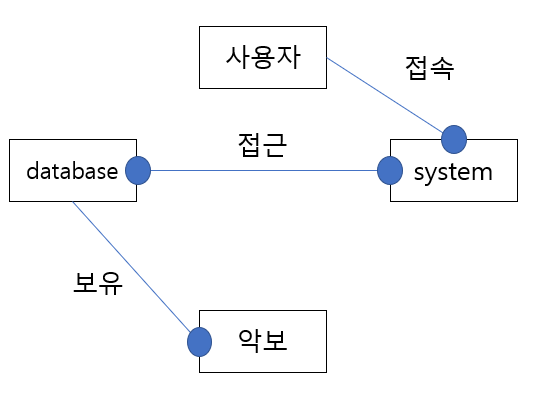 사용자
접속
접근
database
system
보유
악보